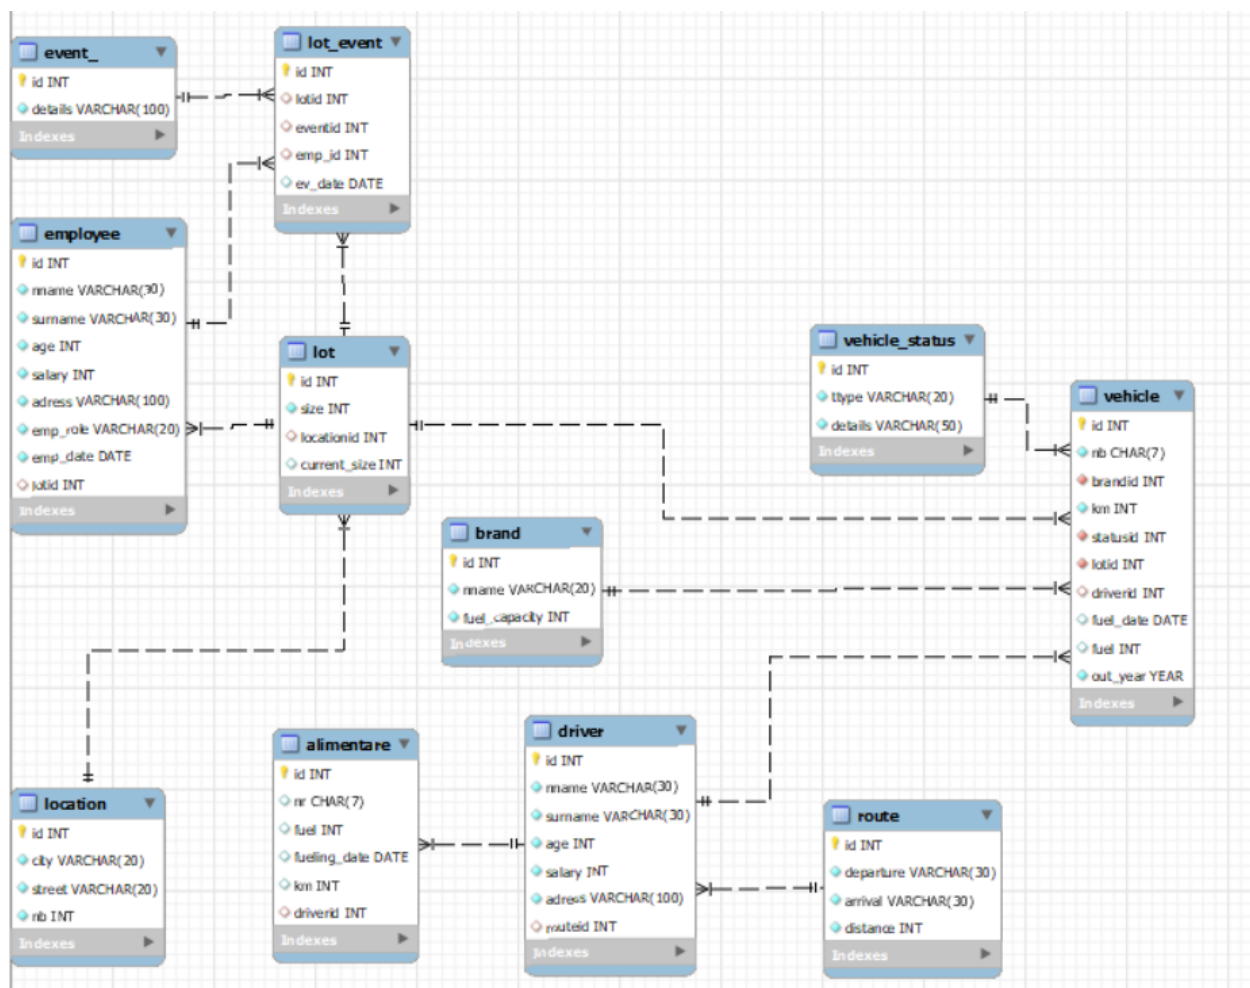 event_
id INT
details VARCHAR(100)
Indexes
lot_event
id INT
lotid INT
eventid INT
emp_id INT
ev_date DATE
Indexes
employee
id INT
nname VARCHAR(30)
surname VARCHAR(30)
age INT
salary INT
adress VARCHAR(100)
emp_role VARCHAR(20)
emp_date DATE
lotid INT
Indexes
lot
id INT
size INT
locationid INT
current_size INT
Indexes
vehicle_status
id INT
ttype VARCHAR(20)
details VARCHAR(50)
Indexes
vehicle
id INT
nb CHAR(7)
brandid INT
km INT
statusid INT
lotid INT
driverid INT
fuel_date DATE
fuel INT
out_year YEAR
Indexes
brand
id INT
nname VARCHAR(20)
fuel_capacity INT
Indexes
location
id INT
city VARCHAR(20)
street VARCHAR(20)
nb INT
Indexes
alimentare
id INT
nr CHAR(7)
fuel INT
fueling_date DATE
km INT
driverid INT
Indexes
driver
id INT
nname VARCHAR(30)
surname VARCHAR(30)
age INT
salary INT
adress VARCHAR(100)
routeid INT
Indexes
route
id INT
departure VARCHAR(30)
arrival VARCHAR(30)
distance INT
Indexes